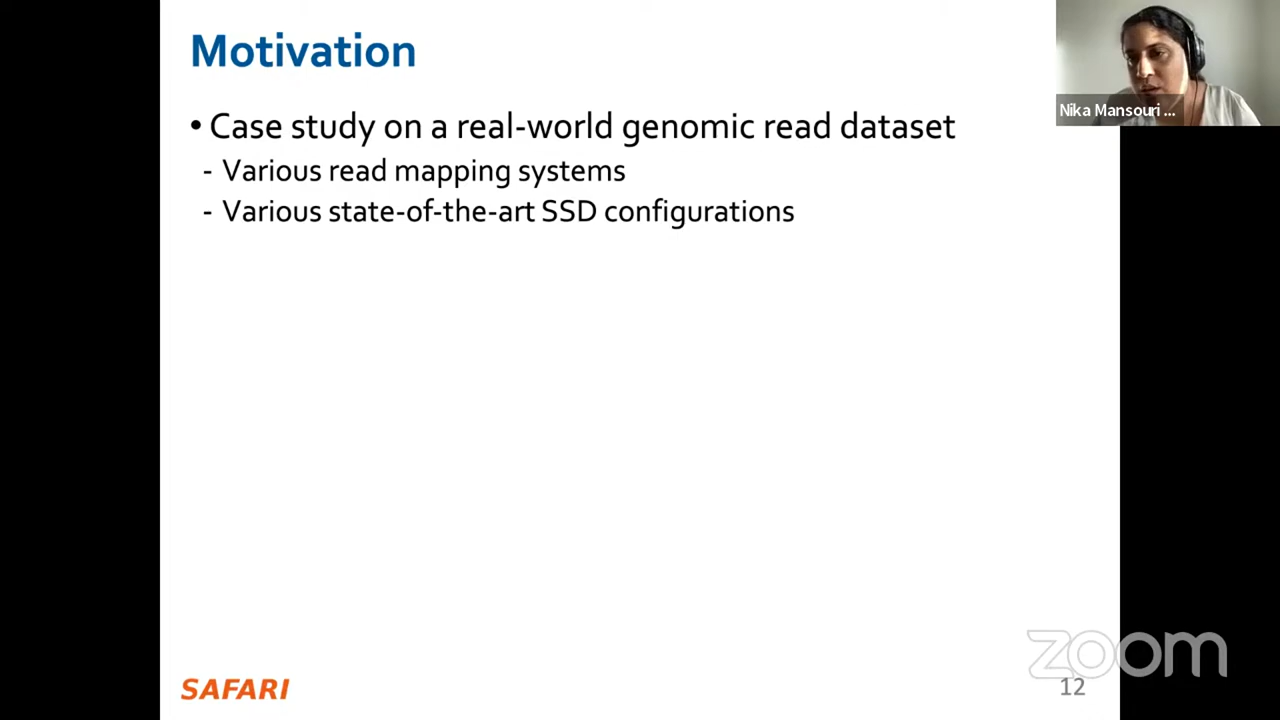 Motivation
• Case study on a real-world genomic read dataset
- Various read mapping systems
- Various state-of-the-art SSD configurations
Nika Mansouri ...
zoom
SAFARI
12